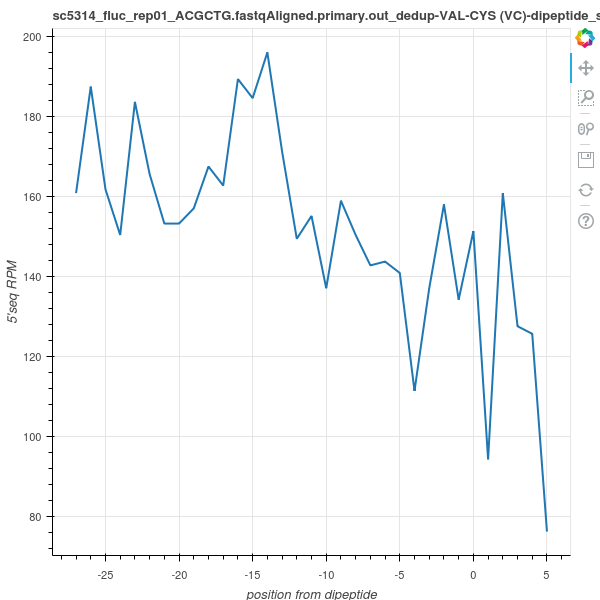 sc5314_fluc_rep01_ACGCTG.fastqAligned.primary.out_dedup-VAL-CYS (VC)-dipeptide_s
200
180
160
140
120
100
80
5'seq RPM
-25 -20 -15 -10 -5 0 5
position from dipeptide